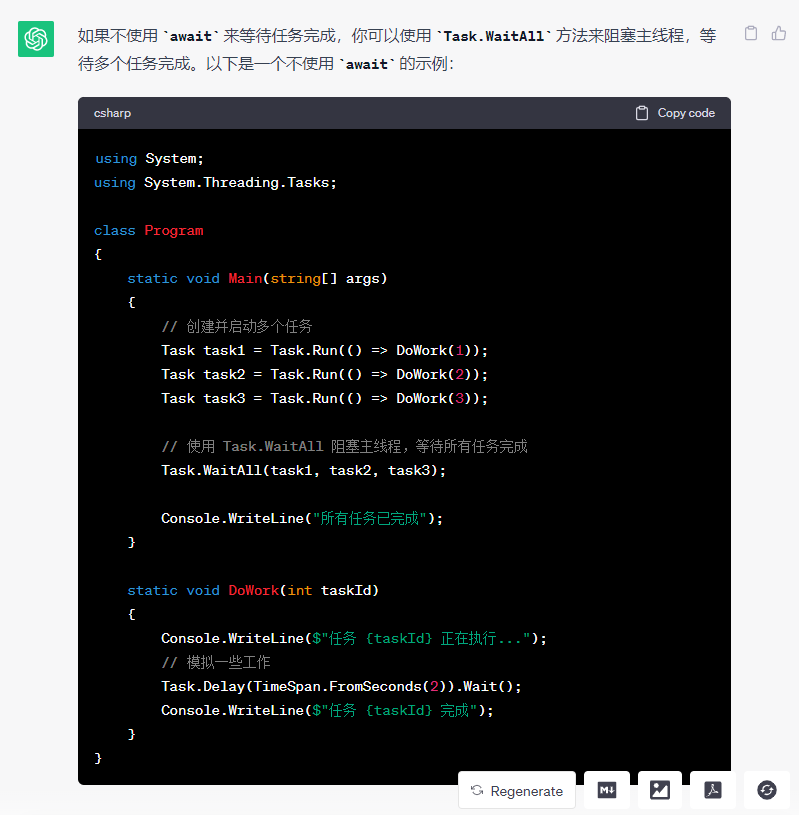 如果不使用 `await` 来等待任务完成，你可以使用 `Task.WaitAll` 方法来阻塞主线程，等
待多个任务完成。以下是一个不使用 `await` 的示例：
csharp
Copy code
using System;
using System.Threading.Tasks;
class Program
{
    static void Main(string[] args)
    {
        // 创建并启动多个任务
        Task task1 = Task.Run(() => DoWork(1));
        Task task2 = Task.Run(() => DoWork(2));
        Task task3 = Task.Run(() => DoWork(3));
        // 使用 Task.WaitAll 阻塞主线程，等待所有任务完成
        Task.WaitAll(task1, task2, task3);
        Console.WriteLine("所有任务已完成");
    }
    static void DoWork(int taskId)
    {
        Console.WriteLine($"任务 {taskId} 正在执行...");
        // 模拟一些工作
        Task.Delay(TimeSpan.FromSeconds(2)).Wait();
        Console.WriteLine($"任务 {taskId} 完成");
    }
}
Regenerate
M